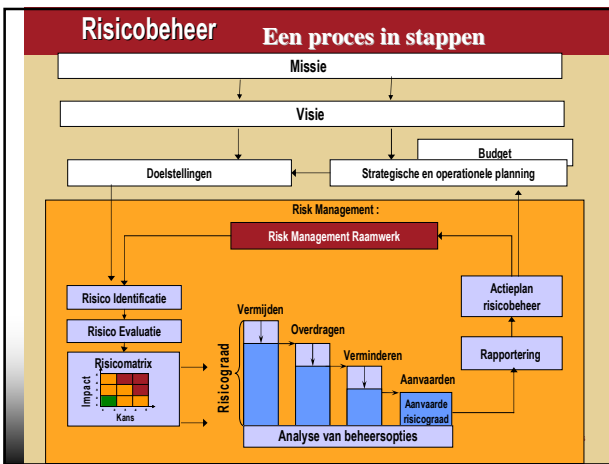 Risicobeheer Een proces in stappen
Missie
Visie
Budget
Doelstellingen
Strategische en operationele planning
Risk Management :
Risk Management Raamwerk
Risico Identificatie
Risico Evaluatie
Risicomatrix
Impact
Kans
Risicograad
Vermijden
Overdragen
Verminderen
Aanvaarden
Aanvaarde
risicograad
Analyse van beheersopties
Actieplan
risicobeheer
Rapportering